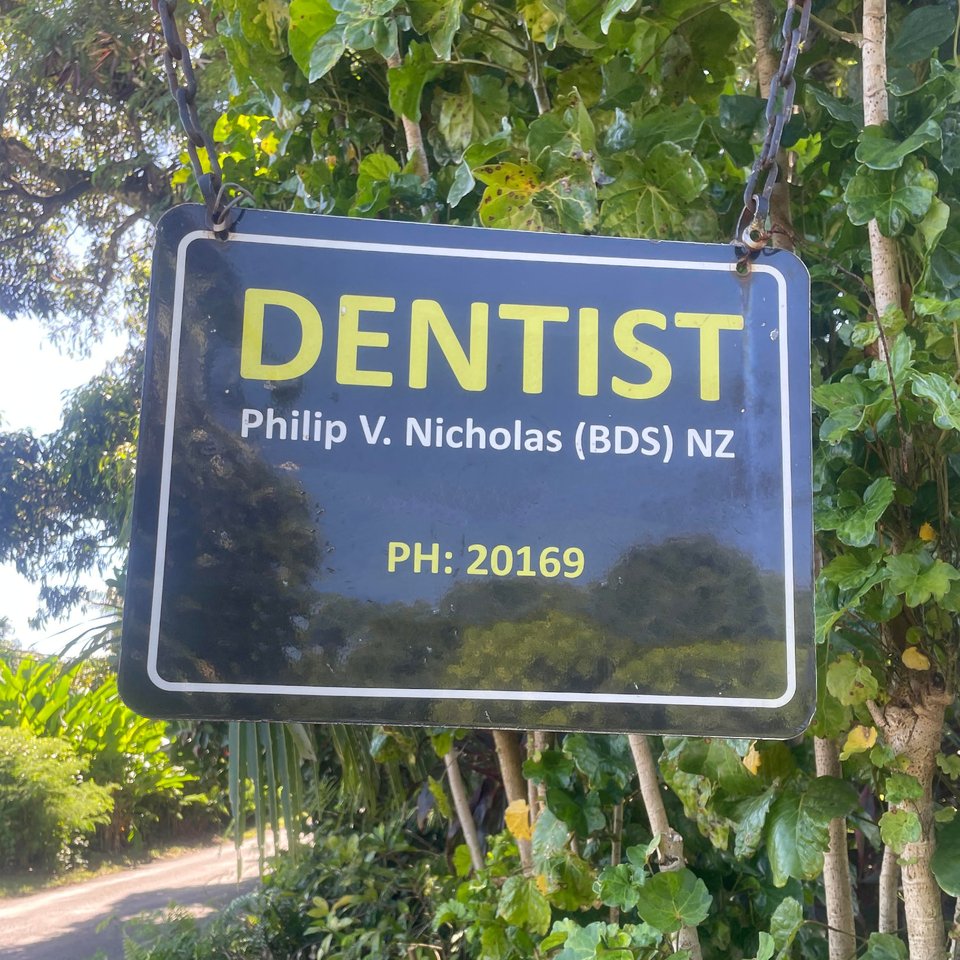 DENTIST
Philip V. Nicholas (BDS) NZ
PH: 20169